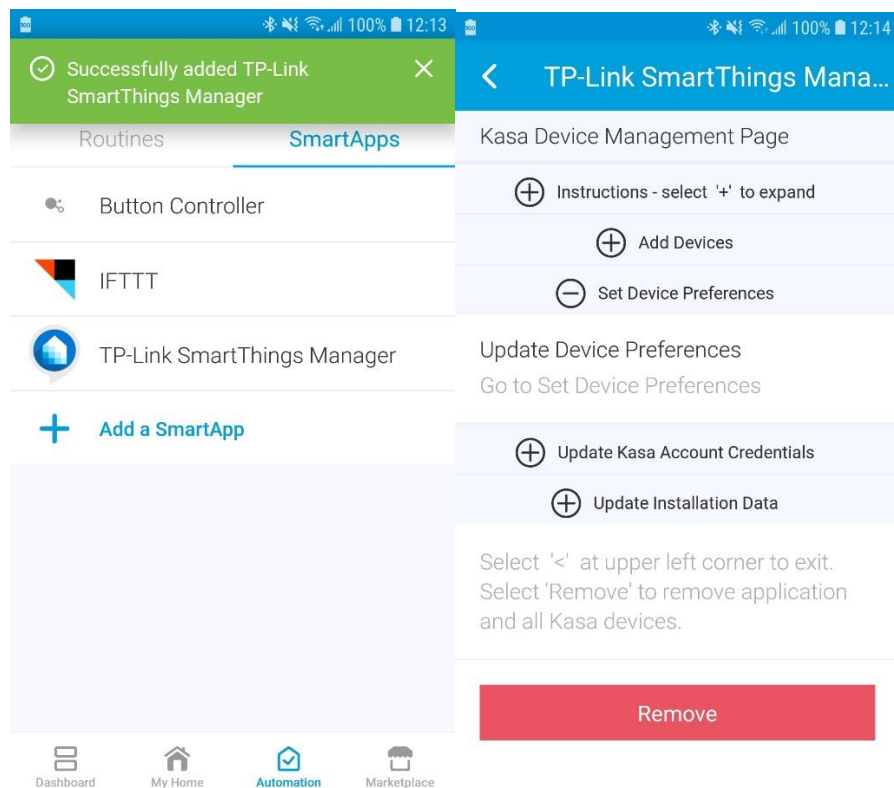 100% 12:13
Successfully added TP-Link
SmartThings Manager
Routines
SmartApps
Button Controller
IFTTT
TP-Link SmartThings Manager
Add a SmartApp
Dashboard
My Home
Automation
Marketplace
100% 12:14
TP-Link SmartThings Mana...
Kasa Device Management Page
Instructions - select '+' to expand
Add Devices
Set Device Preferences
Update Device Preferences
Go to Set Device Preferences
Update Kasa Account Credentials
Update Installation Data
Select '<' at upper left corner to exit.
Select 'Remove' to remove application
and all Kasa devices.
Remove